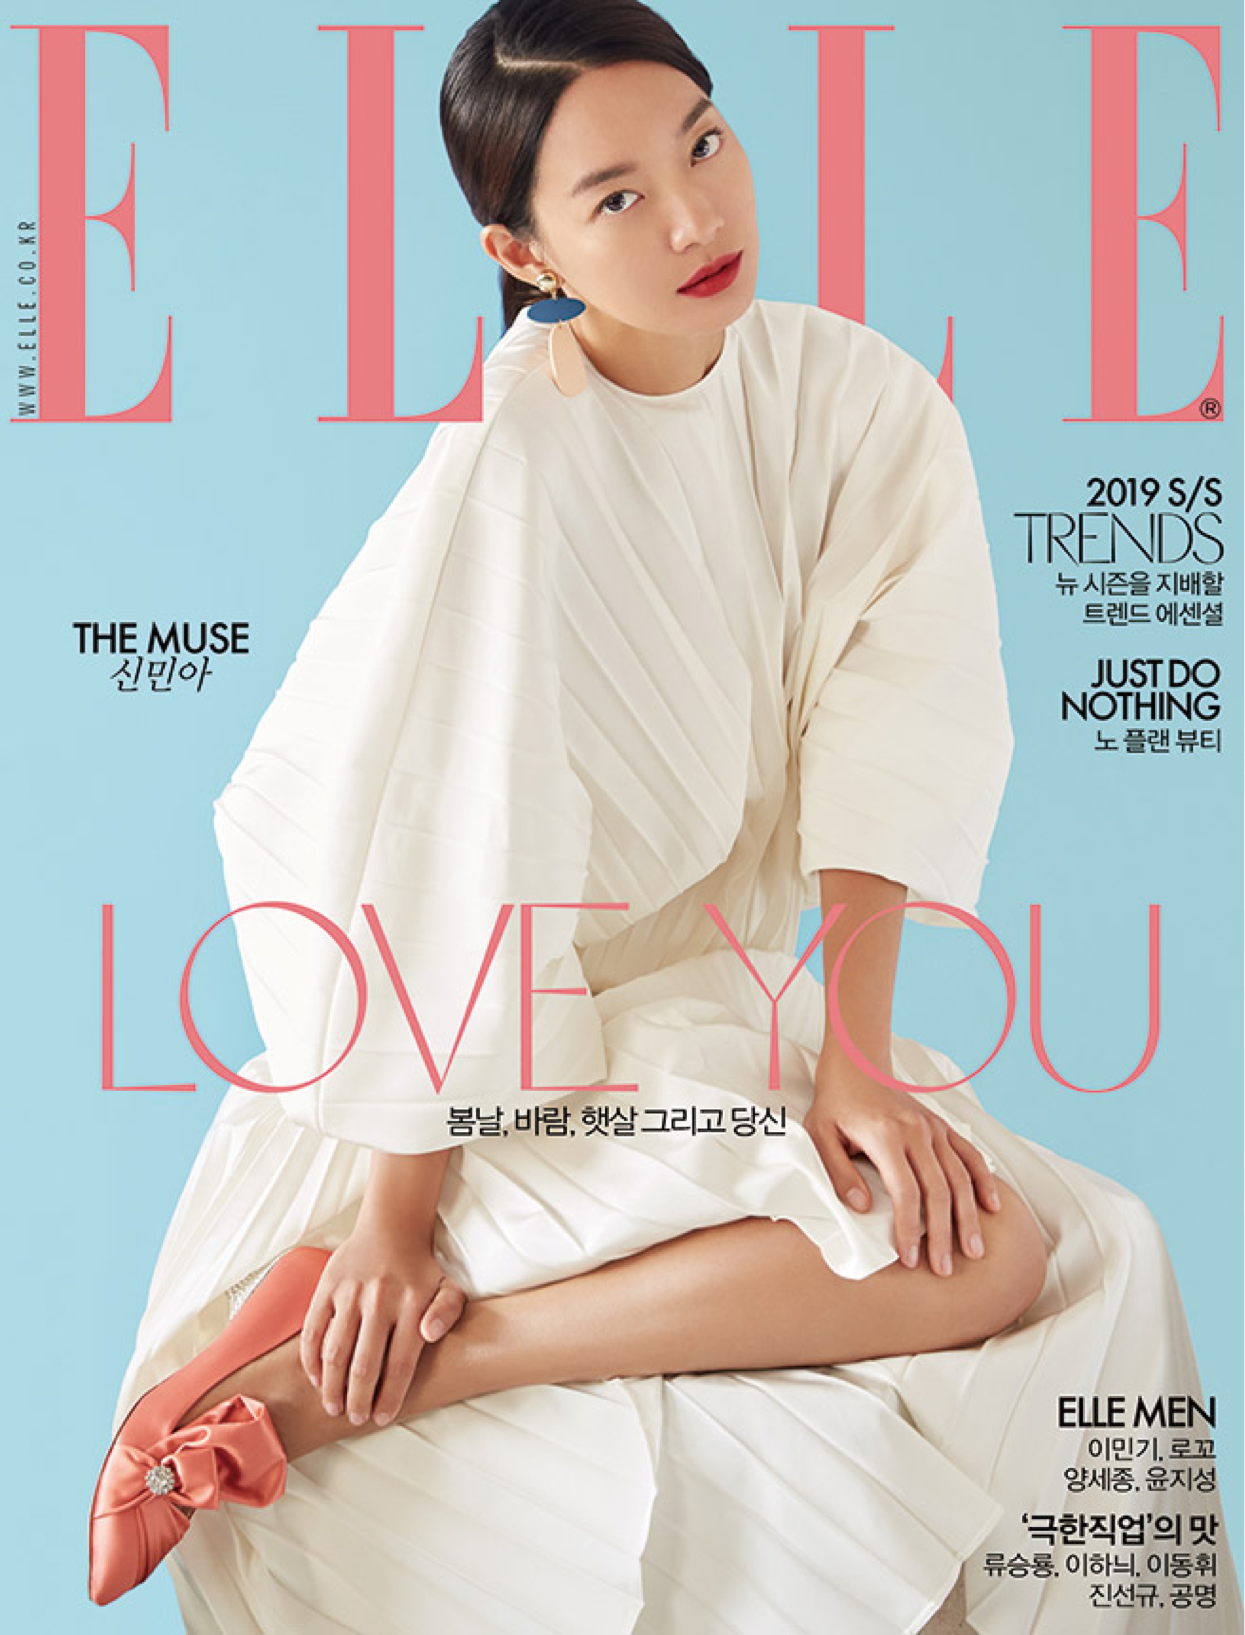 ELLE
®
WWW.ELLE.CO.KR
2019 S/S
TRENDS
뉴 시즌을 지배할
트렌드 에센셜
THE MUSE
신민아
JUST DO
NOTHING
노 플랜 뷰티
LOVE YOU
봄날, 바람, 햇살 그리고 당신
ELLE MEN
이민기, 로꼬
양세종, 윤지성
‘극한직업’의 맛
류승룡, 이하늬, 이동휘
진선규, 공명